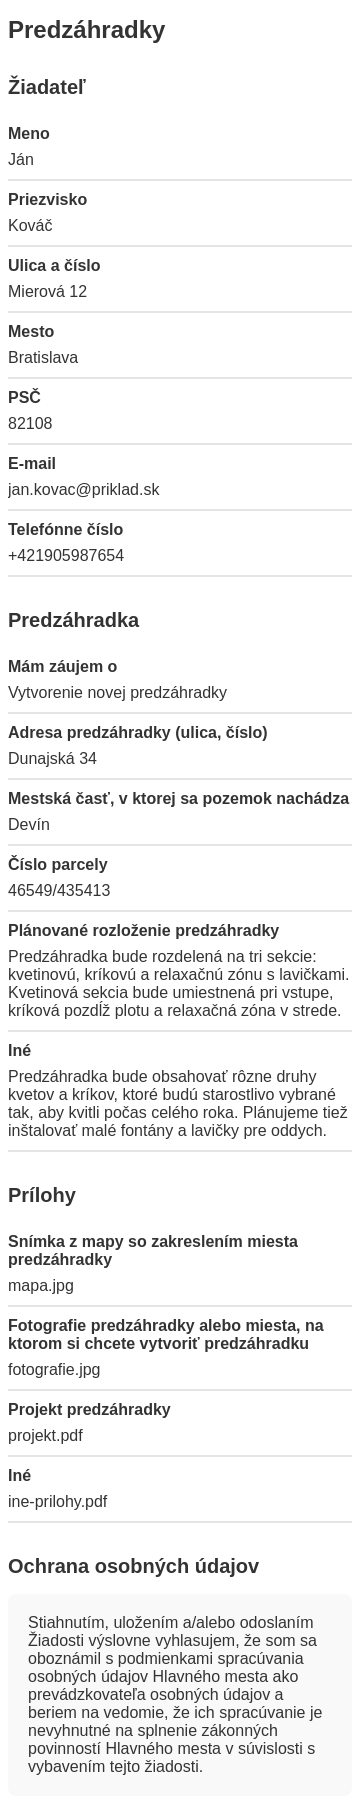 Predzáhradky
Žiadateľ
Meno
Ján
Priezvisko
Kováč
Ulica a číslo
Mierová 12
Mesto
Bratislava
PSČ
82108
E-mail
jan.kovac@priklad.sk
Telefónne číslo
+421905987654
Predzáhradka
Mám záujem o
Vytvorenie novej predzáhradky
Adresa predzáhradky (ulica, číslo)
Dunajská 34
Mestská časť, v ktorej sa pozemok nachádza
Devín
Číslo parcely
46549/435413
Plánované rozloženie predzáhradky
Predzáhradka bude rozdelená na tri sekcie:
kvetinovú, kríkovú a relaxačnú zónu s lavičkami.
Kvetinová sekcia bude umiestnená pri vstupe,
kríková pozdĺž plotu a relaxačná zóna v strede.
Iné
Predzáhradka bude obsahovať rôzne druhy
kvetov a kríkov, ktoré budú starostlivo vybrané
tak, aby kvitli počas celého roka. Plánujeme tiež
inštalovať malé fontány a lavičky pre oddych.
Prílohy
Snímka z mapy so zakreslením miesta
predzáhradky
mapa.jpg
Fotografie predzáhradky alebo miesta, na
ktorom si chcete vytvoriť predzáhradku
fotografie.jpg
Projekt predzáhradky
projekt.pdf
Iné
ine-prilohy.pdf
Ochrana osobných údajov
Stiahnutím, uložením a/alebo odoslaním
Žiadosti výslovne vyhlasujem, že som sa
oboznámil s podmienkami spracúvania
osobných údajov Hlavného mesta ako
prevádzkovateľa osobných údajov a
beriem na vedomie, že ich spracúvanie je
nevyhnutné na splnenie zákonných
povinností Hlavného mesta v súvislosti s
vybavením tejto žiadosti.